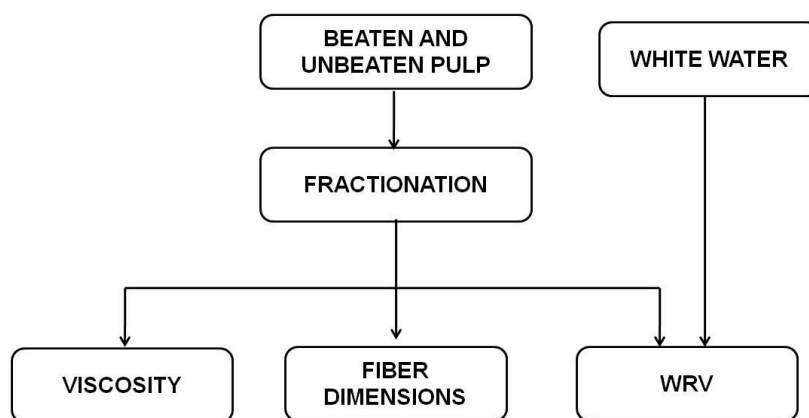 BEATEN AND
UNBEATEN PULP
WHITE WATER
FRACTIONATION
VISCOSITY
FIBER
DIMENSIONS
WRV